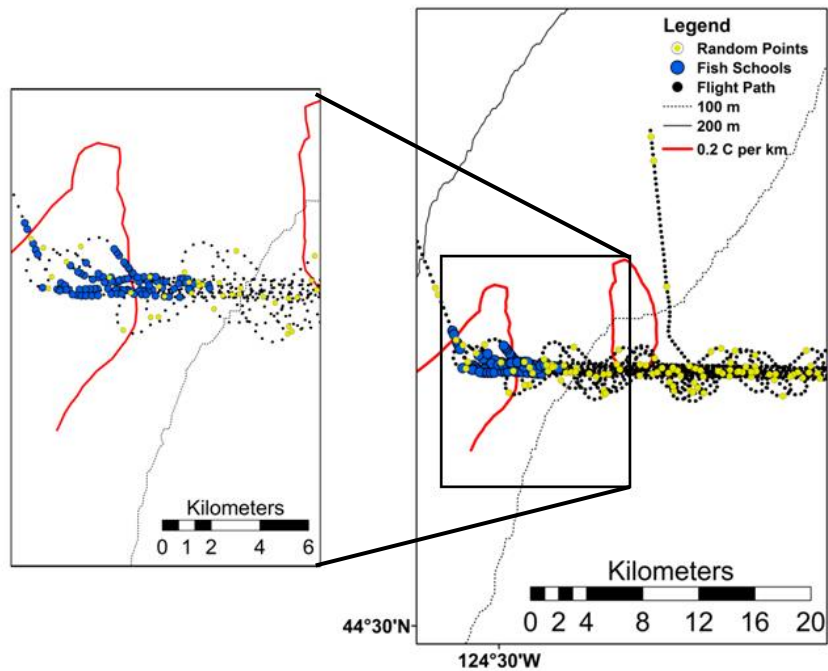 Legend
Random Points
Fish Schools
Flight Path
100 m
200 m
0.2 C per km
Kilometers
0 1 2 4 6
Kilometers
0 2 4 8 12 16 20
44°30'N
124°30'W